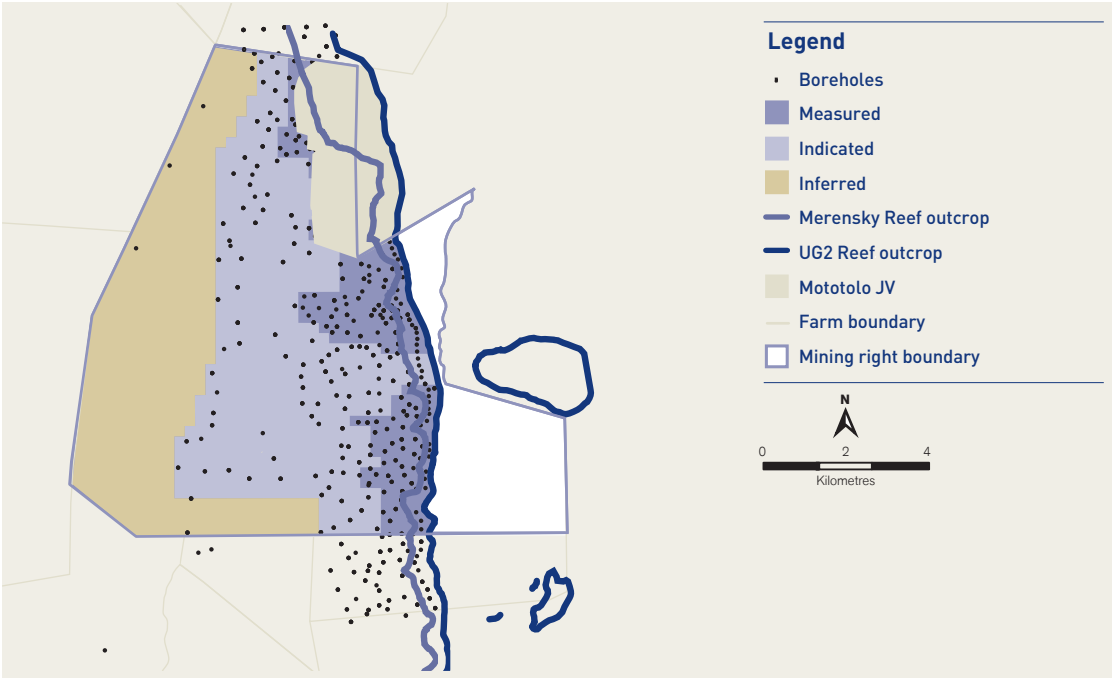 Legend
Boreholes
Measured
Indicated
Inferred
Merensky Reef outcrop
UG2 Reef outcrop
Mototolo JV
Farm boundary
Mining right boundary
N
0 2 4
Kilometres